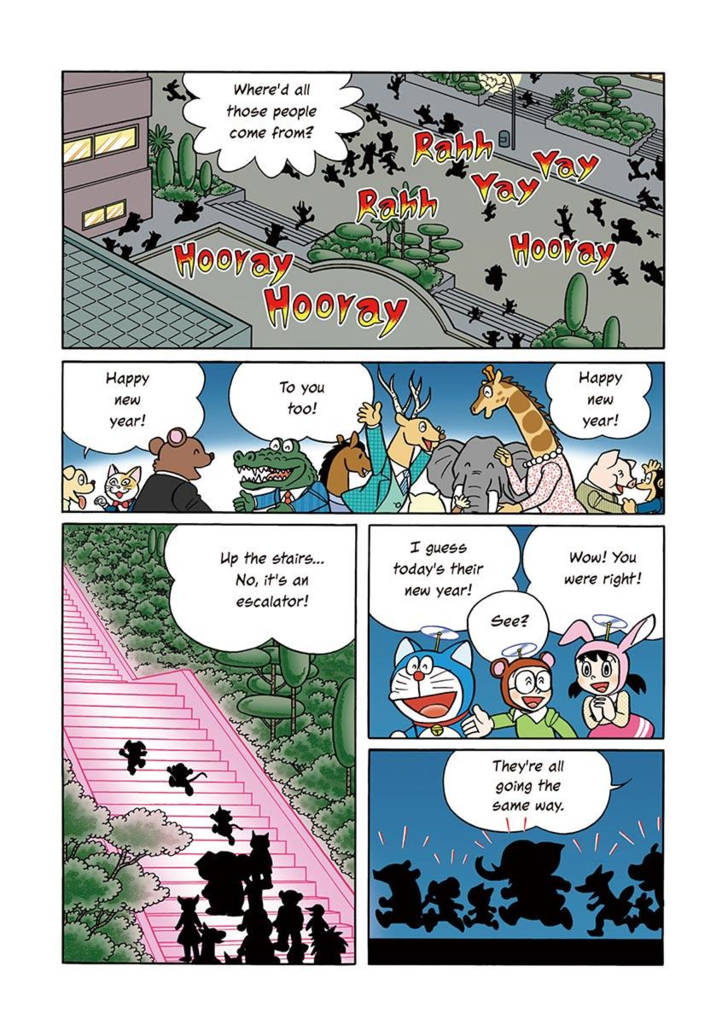 Where'd all
those people
come from?
Rahh
Yay
Yay
Rahh
Hooray
Hooray
Hooray
Happy
new
year!
To you
too!
Happy
new
year!
Up the stairs...
No, it's an
escalator!
I guess
today's their
new year!
See?
Wow! You
were right!
They're all
going the
same way.